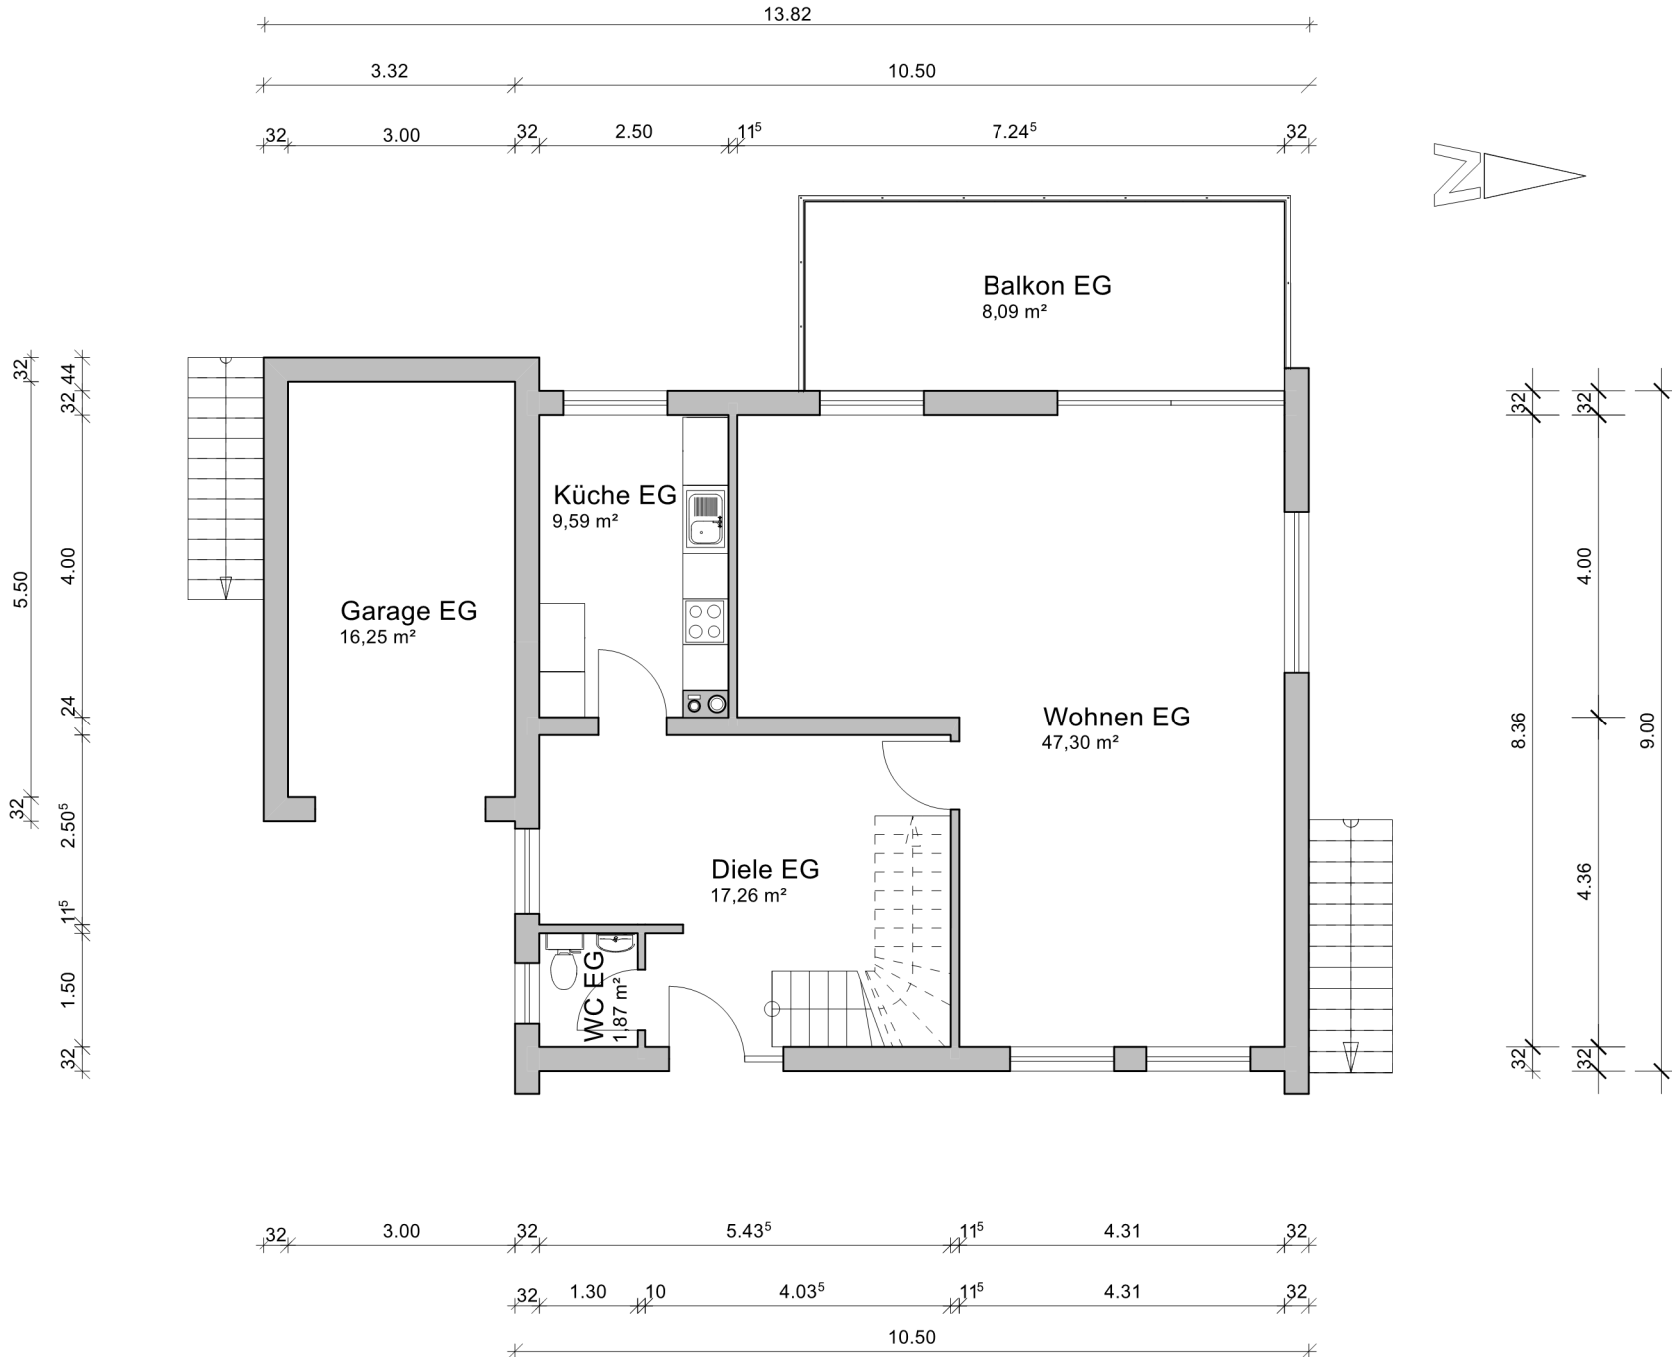 13.82
3.32 10.50
32 3.00 32 2.50 11⁵ 7.24⁵ 32
N
Balkon EG
8,09 m²
32 44
32
32 32
Küche EG
9,59 m²
5.50 4.00
4.00
Garage EG
16,25 m²
24
Wohnen EG
47,30 m²
8.36 9.00
32 2.50⁵
Diele EG
17,26 m²
4.36
11⁵
1.50
WC EG
1,87 m²
32
32 32
32 3.00 32 5.43⁵ 11⁵ 4.31 32
32 1.30 10 4.03⁵ 11⁵ 4.31 32
10.50